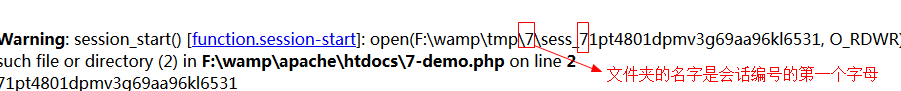 Warning: session_start() [function.session-start]: open(F:\wamp\tmp\7\sess_71pt4801dpmv3g69aa96kl6531, O_RDWR)
such file or directory (2) in F:\wamp\apache\htdocs\7-demo.php on line 2
71pt4801dpmv3g69aa96kl6531
文件夹的名字是会话编号的第一个字母